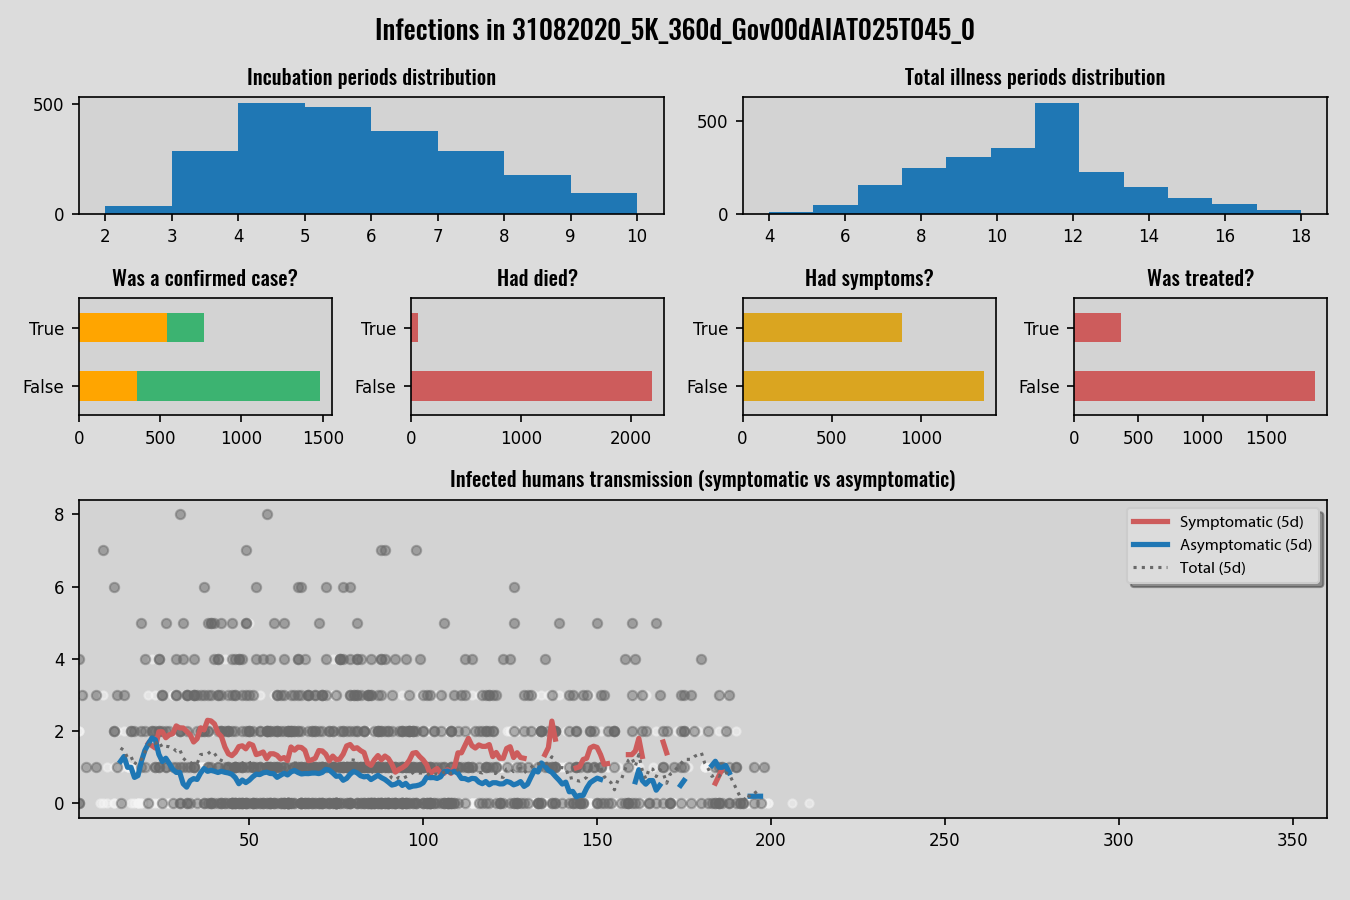 Infections in 31082020_5K_360d_Gov00dAIAT025T045_0
Incubation periods distribution
Total illness periods distribution
500
0
2 3 4 5 6 7 8 9 10
500
0
4 6 8 10 12 14 16 18
Was a confirmed case?
Had died?
Had symptoms?
Was treated?
True
False
0 500 1000 1500
True
False
0 1000 2000
True
False
0 500 1000
True
False
0 500 1000 1500
Infected humans transmission (symptomatic vs asymptomatic)
8
6
4
2
0
50 100 150 200 250 300 350
Symptomatic (5d)
Asymptomatic (5d)
Total (5d)